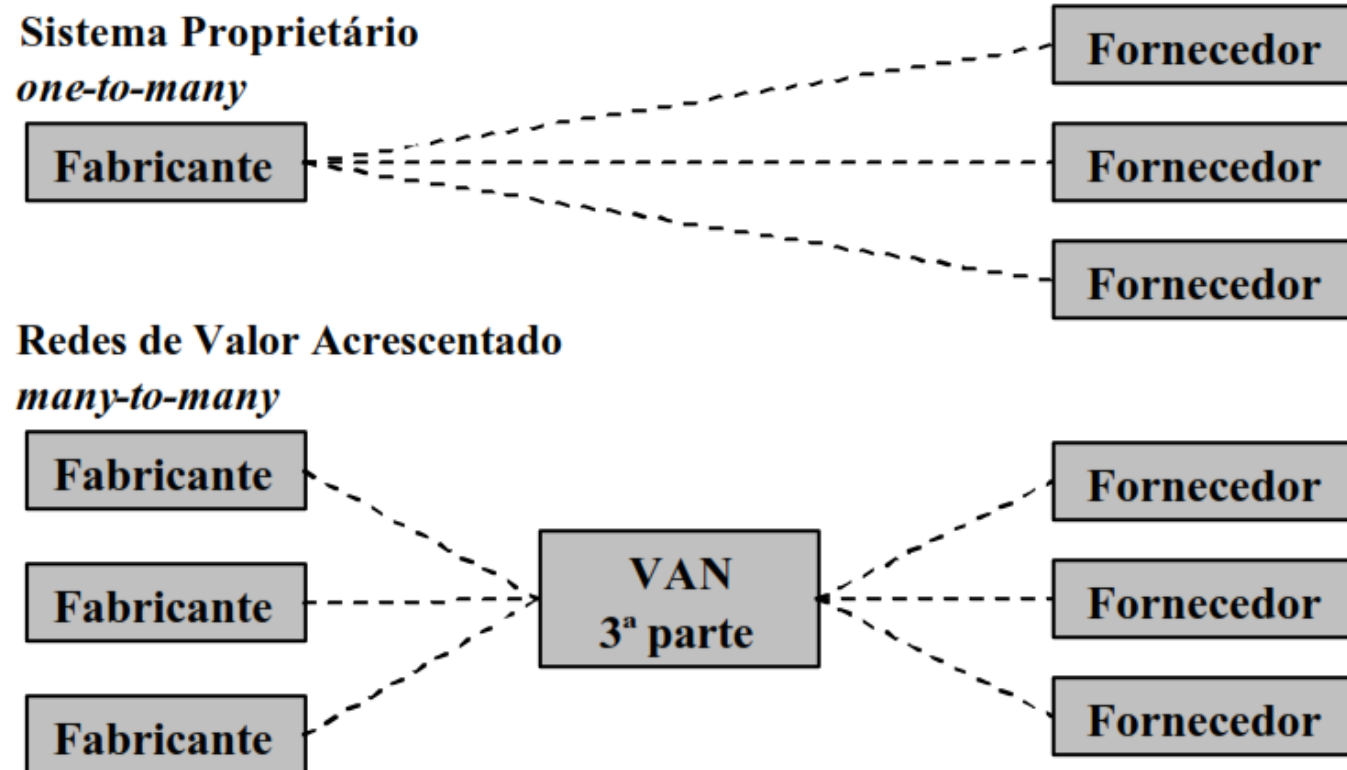 Sistema Proprietário
one-to-many
Fabricante
Fornecedor
Fornecedor
Fornecedor
Redes de Valor Acrescentado
many-to-many
Fabricante
Fabricante
Fabricante
VAN
3ª parte
Fornecedor
Fornecedor
Fornecedor